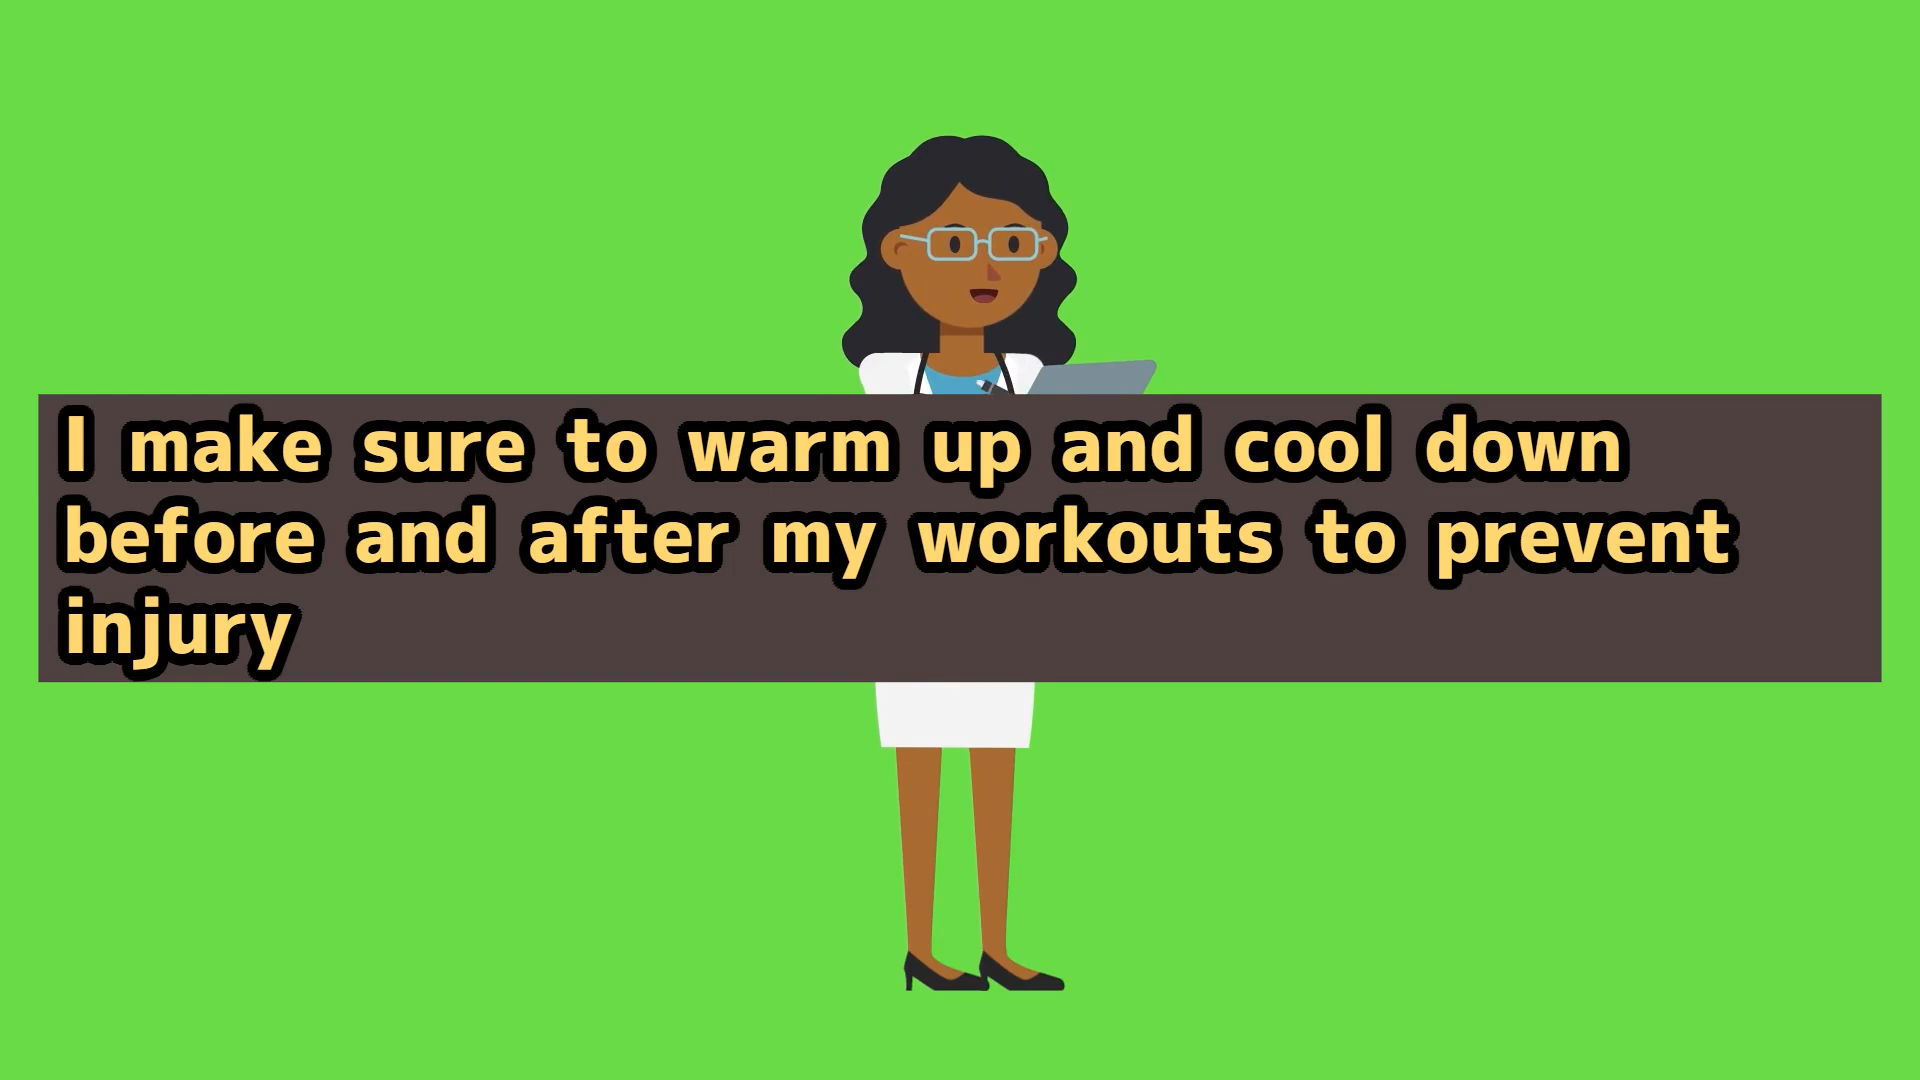 I make sure to warm up and cool down
before and after my workouts to prevent
injury